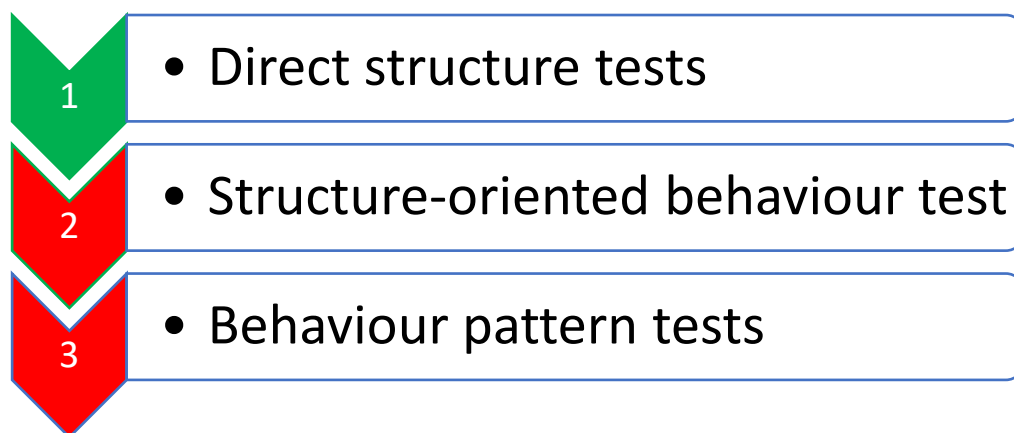 1
• Direct structure tests
2
• Structure-oriented behaviour test
3
• Behaviour pattern tests